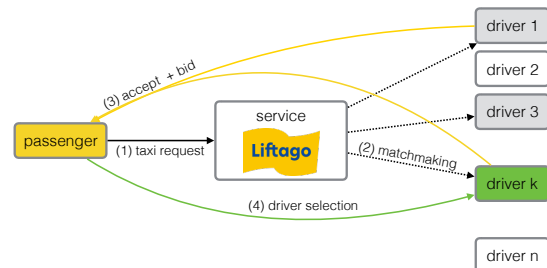 driver 1
driver 2
(3) accept + bid
service
driver 3
passenger
(1) taxi request
Liftago
(2) matchmaking
driver k
(4) driver selection
driver n